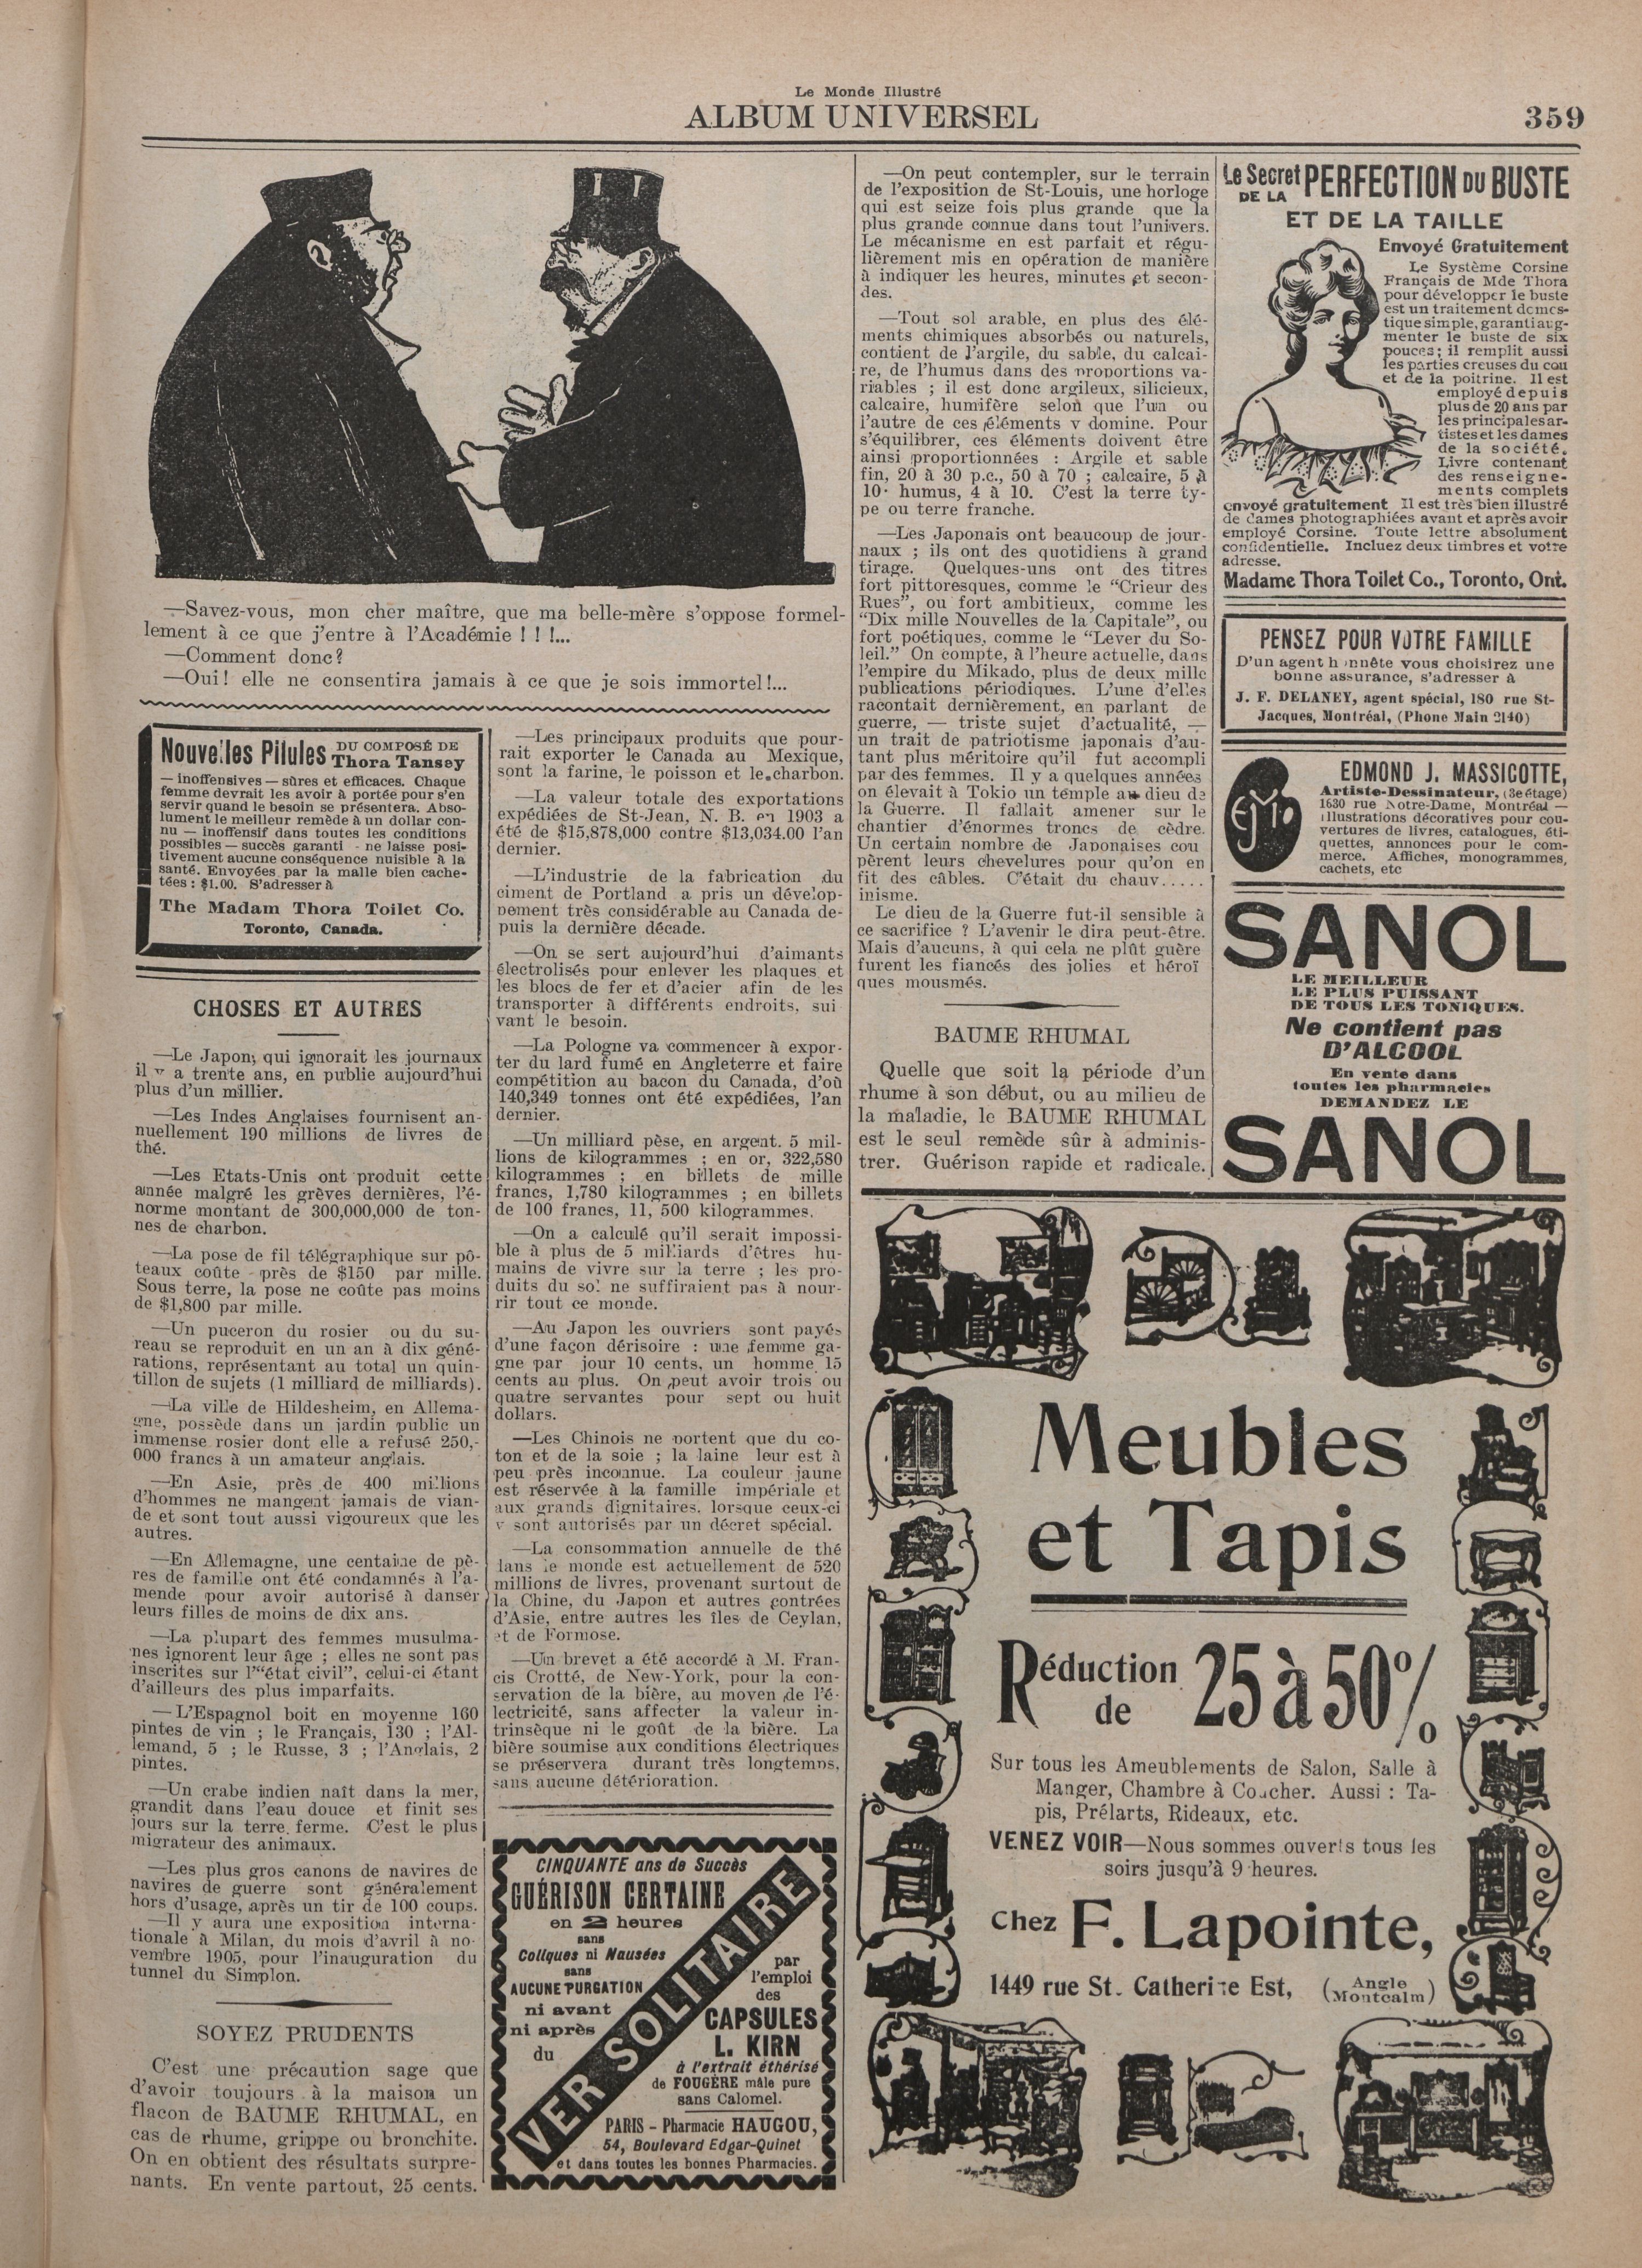 Le Monde Illustré
ALBUM UNIVERSEL
359
—Savez-vous, mon cher maître, que ma belle-mère s'oppose formel-
lement à ce que j'entre à l'Académie ! ! !...
—Comment donc?
—Oui! elle ne consentira jamais à ce que je sois immortel!...
Nouvelles Pilules DU COMPOSÉ DE
Thora Tansey
— inoffensives — sûres et efficaces. Chaque
femme devrait les avoir à portée pour s'en
servir quand le besoin se présentera. Abso-
lument le meilleur remède à un dollar con-
nu — inoffensif dans toutes les conditions
possibles — succès garanti - ne laisse posi-
tivement aucune conséquence nuisible à la
santé. Envoyées par la malle bien cache-
tées : $1.00. S'adresser à
The Madam Thora Toilet Co.
Toronto, Canada.
CHOSES ET AUTRES
—Le Japon, qui ignorait les journaux
il y a trente ans, en publie aujourd'hui
plus d'un millier.
—Les Indes Anglaises fournisent an-
nuellement 190 millions de livres de
thé.
—Les Etats-Unis ont produit cette
année malgré les grèves dernières, l'é-
norme montant de 300,000,000 de ton-
nes de charbon.
—La pose de fil télégraphique sur pô-
teaux coûte près de $150 par mille.
Sous terre, la pose ne coûte pas moins
de $1,800 par mille.
—Un puceron du rosier ou du su-
reau se reproduit en un an à dix géné-
rations, représentant au total un quin-
tillon de sujets (1 milliard de milliards).
—La ville de Hildesheim, en Allema-
gne, possède dans un jardin public un
immense rosier dont elle a refusé 250,-
000 francs à un amateur anglais.
—En Asie, près de 400 millions
d'hommes ne mangent jamais de vian-
de et sont tout aussi vigoureux que les
autres.
—En Allemagne, une centaine de pè-
res de famille ont été condamnés à l'a-
mende pour avoir autorisé à danser
leurs filles de moins de dix ans.
—La plupart des femmes musulma-
nes ignorent leur âge ; elles ne sont pas
inscrites sur l'"état civil", celui-ci étant
d'ailleurs des plus imparfaits.
— L'Espagnol boit en moyenne 160
pintes de vin ; le Français, 130 ; l'Al-
lemand, 5 ; le Russe, 3 ; l'Anglais, 2
pintes.
—Un crabe indien naît dans la mer,
grandit dans l'eau douce et finit ses
jours sur la terre ferme. C'est le plus
migrateur des animaux.
—Les plus gros canons de navires de
navires de guerre sont généralement
hors d'usage, après un tir de 100 coups.
—Il y aura une exposition interna-
tionale à Milan, du mois d'avril à no-
vembre 1905, pour l'inauguration du
tunnel du Simplon.
SOYEZ PRUDENTS
C'est une précaution sage que
d'avoir toujours à la maison un
flacon de BAUME RHUMAL, en
cas de rhume, grippe ou bronchite.
On en obtient des résultats surpre-
nants. En vente partout, 25 cents.
—Les principaux produits que pour-
rait exporter le Canada au Mexique,
sont la farine, le poisson et le charbon.
—La valeur totale des exportations
expédiées de St-Jean, N. B. en 1903 a
été de $15,878,000 contre $13,034.00 l'an
dernier.
—L'industrie de la fabrication du
ciment de Portland a pris un dévelop-
pement très considérable au Canada de-
puis la dernière décade.
—On se sert aujourd'hui d'aimants
électrolisés pour enlever les plaques et
les blocs de fer et d'acier afin de les
transporter à différents endroits, sui
vant le besoin.
—La Pologne va commencer à expor-
ter du lard fumé en Angleterre et faire
compétition au bacon du Canada, d'où
140,349 tonnes ont été expédiées, l'an
dernier.
—Un milliard pèse, en argent. 5 mil-
lions de kilogrammes ; en or, 322,580
kilogrammes ; en billets de mille
francs, 1,780 kilogrammes ; en billets
de 100 francs, 11, 500 kilogrammes.
—On a calculé qu'il serait impossi-
ble à plus de 5 milliards d'êtres hu-
mains de vivre sur la terre ; les pro-
duits du sol ne suffiraient pas à nour-
rir tout ce monde.
—Au Japon les ouvriers sont payés
d'une façon dérisoire : une femme ga-
gne par jour 10 cents, un homme 15
cents au plus. On peut avoir trois ou
quatre servantes pour sept ou huit
dollars.
—Les Chinois ne portent que du co-
ton et de la soie ; la laine leur est à
peu près inconnue. La couleur jaune
est réservée à la famille impériale et
aux grands dignitaires, lorsque ceux-ci
y sont autorisés par un décret spécial.
—La consommation annuelle de thé
dans le monde est actuellement de 520
millions de livres, provenant surtout de
la Chine, du Japon et autres contrées
d'Asie, entre autres les îles de Ceylan,
et de Formose.
—Un brevet a été accordé à M. Fran-
cis Crotté, de New-York, pour la con-
servation de la bière, au moyen de l'é-
lectricité, sans affecter la valeur in-
trinsèque ni le goût de la bière. La
bière soumise aux conditions électriques
se préservera durant très longtemps,
sans aucune détérioration.
CINQUANTE ans de Succès
GUÉRISON CERTAINE
en 2 heures
sans
Coliques ni Nausées
sans
AUCUNE PURGATION
ni avant
ni après
du
VER SOLITAIRE
par
l'emploi
des
CAPSULES
L. KIRN
à l'extrait éthérisé
de FOUGÈRE mâle pure
sans Calomel.
PARIS - Pharmacie HAUGOU,
54, Boulevard Edgar-Quinet
et dans toutes les bonnes Pharmacies.
—On peut contempler, sur le terrain
de l'exposition de St-Louis, une horloge
qui est seize fois plus grande que la
plus grande connue dans tout l'univers.
Le mécanisme en est parfait et régu-
lièrement mis en opération de manière
à indiquer les heures, minutes et secon-
des.
—Tout sol arable, en plus des élé-
ments chimiques absorbés ou naturels,
contient de l'argile, du sable, du calcai-
re, de l'humus dans des proportions va-
riables ; il est donc argileux, silicieux,
calcaire, humifère selon que l'un ou
l'autre de ces éléments y domine. Pour
s'équilibrer, ces éléments doivent être
ainsi proportionnées : Argile et sable
fin, 20 à 30 p.c., 50 à 70 ; calcaire, 5 à
10· humus, 4 à 10. C'est la terre ty-
pe ou terre franche.
—Les Japonais ont beaucoup de jour-
naux ; ils ont des quotidiens à grand
tirage. Quelques-uns ont des titres
fort pittoresques, comme le "Crieur des
Rues", ou fort ambitieux, comme les
"Dix mille Nouvelles de la Capitale", ou
fort poétiques, comme le "Lever du So-
leil." On compte, à l'heure actuelle, dans
l'empire du Mikado, plus de deux mille
publications périodiques. L'une d'elles
racontait dernièrement, en parlant de
guerre, — triste sujet d'actualité, —
un trait de patriotisme japonais d'au-
tant plus méritoire qu'il fut accompli
par des femmes. Il y a quelques années
on élevait à Tokio un temple au dieu de
la Guerre. Il fallait amener sur le
chantier d'énormes troncs de cèdre.
Un certain nombre de Japonaises cou
pèrent leurs chevelures pour qu'on en
fit des câbles. C'était du chauv.....
inisme.
Le dieu de la Guerre fut-il sensible à
ce sacrifice ? L'avenir le dira peut-être.
Mais d'aucuns, à qui cela ne plût guère
furent les fiancés des jolies et héroï
ques mousmés.
BAUME RHUMAL
Quelle que soit la période d'un
rhume à son début, ou au milieu de
la maladie, le BAUME RHUMAL
est le seul remède sûr à adminis-
trer. Guérison rapide et radicale.
Le Secret DE LA PERFECTION DU BUSTE
ET DE LA TAILLE
Envoyé Gratuitement
Le Système Corsine
Français de Mde Thora
pour développer le buste
est un traitement domes-
tique simple, garanti aug-
menter le buste de six
pouces; il remplit aussi
les parties creuses du cou
et de la poitrine. Il est
employé depuis
plus de 20 ans par
les principales ar-
tistes et les dames
de la société.
Livre contenant
des renseigne-
ments complets
envoyé gratuitement Il est très bien illustré
de dames photographiées avant et après avoir
employé Corsine. Toute lettre absolument
confidentielle. Incluez deux timbres et votre
adresse.
Madame Thora Toilet Co., Toronto, Ont.
PENSEZ POUR VOTRE FAMILLE
D'un agent honnête vous choisirez une
bonne assurance, s'adresser à
J. F. DELANEY, agent spécial, 180 rue St-
Jacques, Montréal, (Phone Main 2140)
EJM
EDMOND J. MASSICOTTE,
Artiste-Dessinateur, (3e étage)
1630 rue Notre-Dame, Montréal —
illustrations décoratives pour cou-
vertures de livres, catalogues, éti-
quettes, annonces pour le com-
merce. Affiches, monogrammes,
cachets, etc
SANOL
LE MEILLEUR
LE PLUS PUISSANT
DE TOUS LES TONIQUES.
Ne contient pas
D'ALCOOL
En vente dans
toutes les pharmacies
DEMANDEZ LE
SANOL
Meubles
et Tapis
Réduction de 25 à 50%
Sur tous les Ameublements de Salon, Salle à
Manger, Chambre à Coucher. Aussi : Ta-
pis, Prélarts, Rideaux, etc.
VENEZ VOIR—Nous sommes ouverts tous les
soirs jusqu'à 9 heures.
Chez F. Lapointe,
1449 rue St. Catherine Est, (Angle Montcalm)